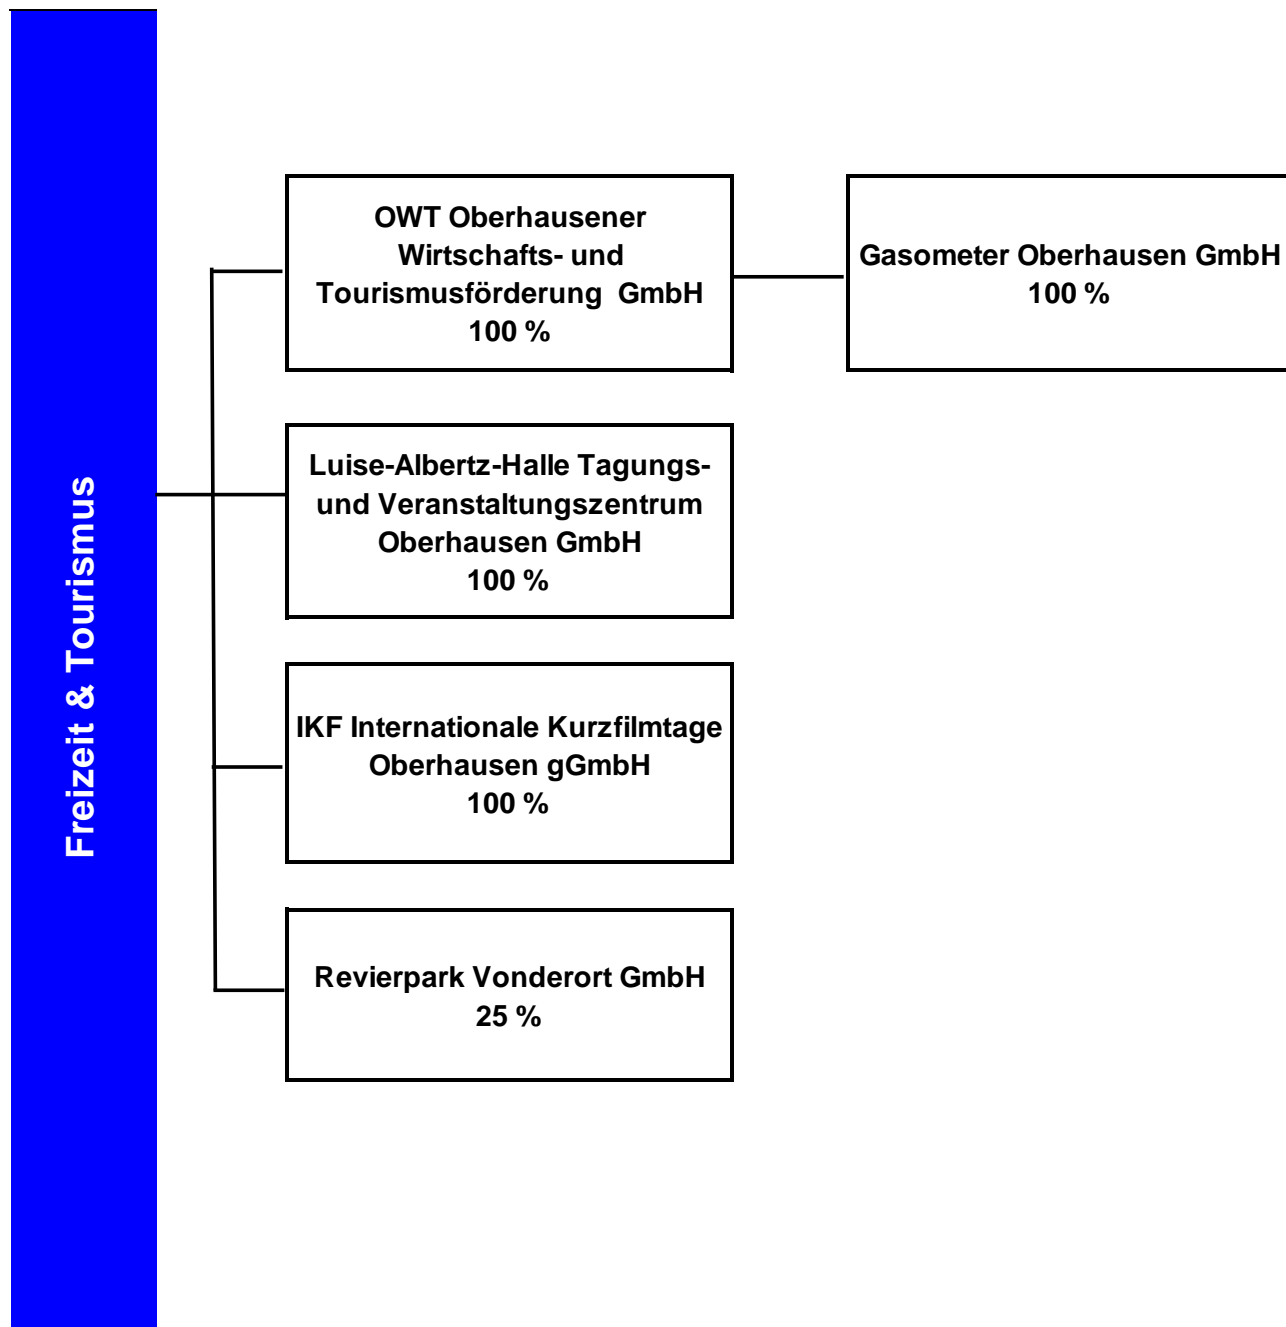 Freizeit & Tourismus
OWT Oberhausener
Wirtschafts- und
Tourismusförderung GmbH
100 %
Gasometer Oberhausen GmbH
100 %
Luise-Albertz-Halle Tagungs-
und Veranstaltungszentrum
Oberhausen GmbH
100 %
IKF Internationale Kurzfilmtage
Oberhausen gGmbH
100 %
Revierpark Vonderort GmbH
25 %